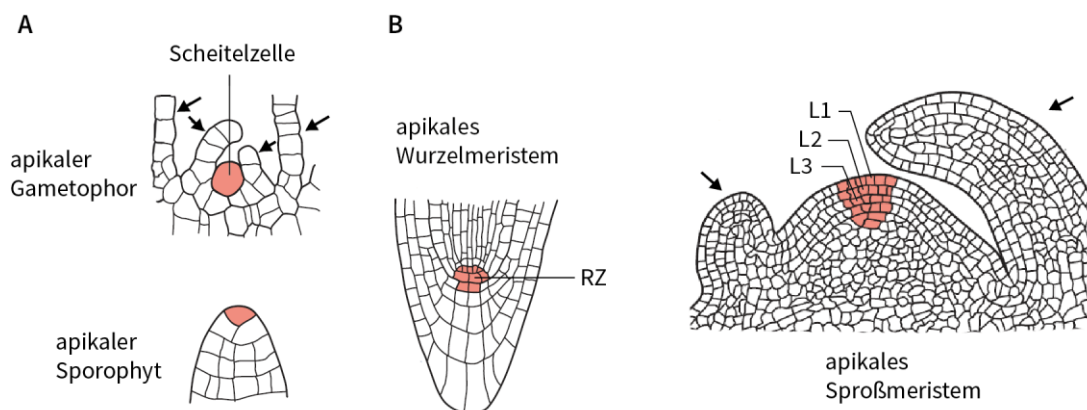 A
Scheitelzelle
apikaler
Gametophor
apikaler
Sporophyt
B
apikales
Wurzelmeristem
RZ
L1
L2
L3
apikales
Sproßmeristem